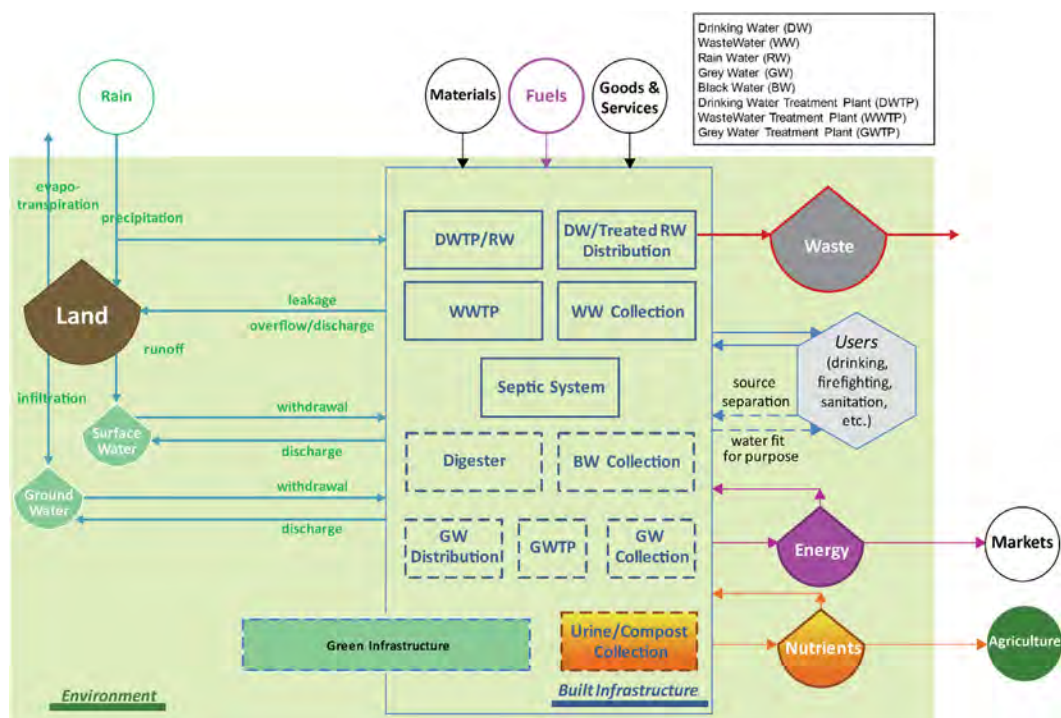 Drinking Water (DW)
WasteWater (WW)
Rain Water (RW)
Grey Water (GW)
Black Water (BW)
Drinking Water Treatment Plant (DWTP)
WasteWater Treatment Plant (WWTP)
Grey Water Treatment Plant (GWTP)
Rain
Materials
Fuels
Goods &
Services
evapo-
transpiration
precipitation
DWTP/RW
DW/Treated RW
Distribution
Waste
Land
leakage
overflow/discharge
WWTP
WW Collection
Users
(drinking,
firefighting,
sanitation,
etc.)
runoff
infiltration
Septic System
source
separation
withdrawal
Surface
Water
discharge
water fit
for purpose
Digester
BW Collection
Ground
Water
withdrawal
discharge
GW
Distribution
GWTP
GW
Collection
Energy
Markets
Green Infrastructure
Urine/Compost
Collection
Nutrients
Agriculture
Environment
Built Infrastructure